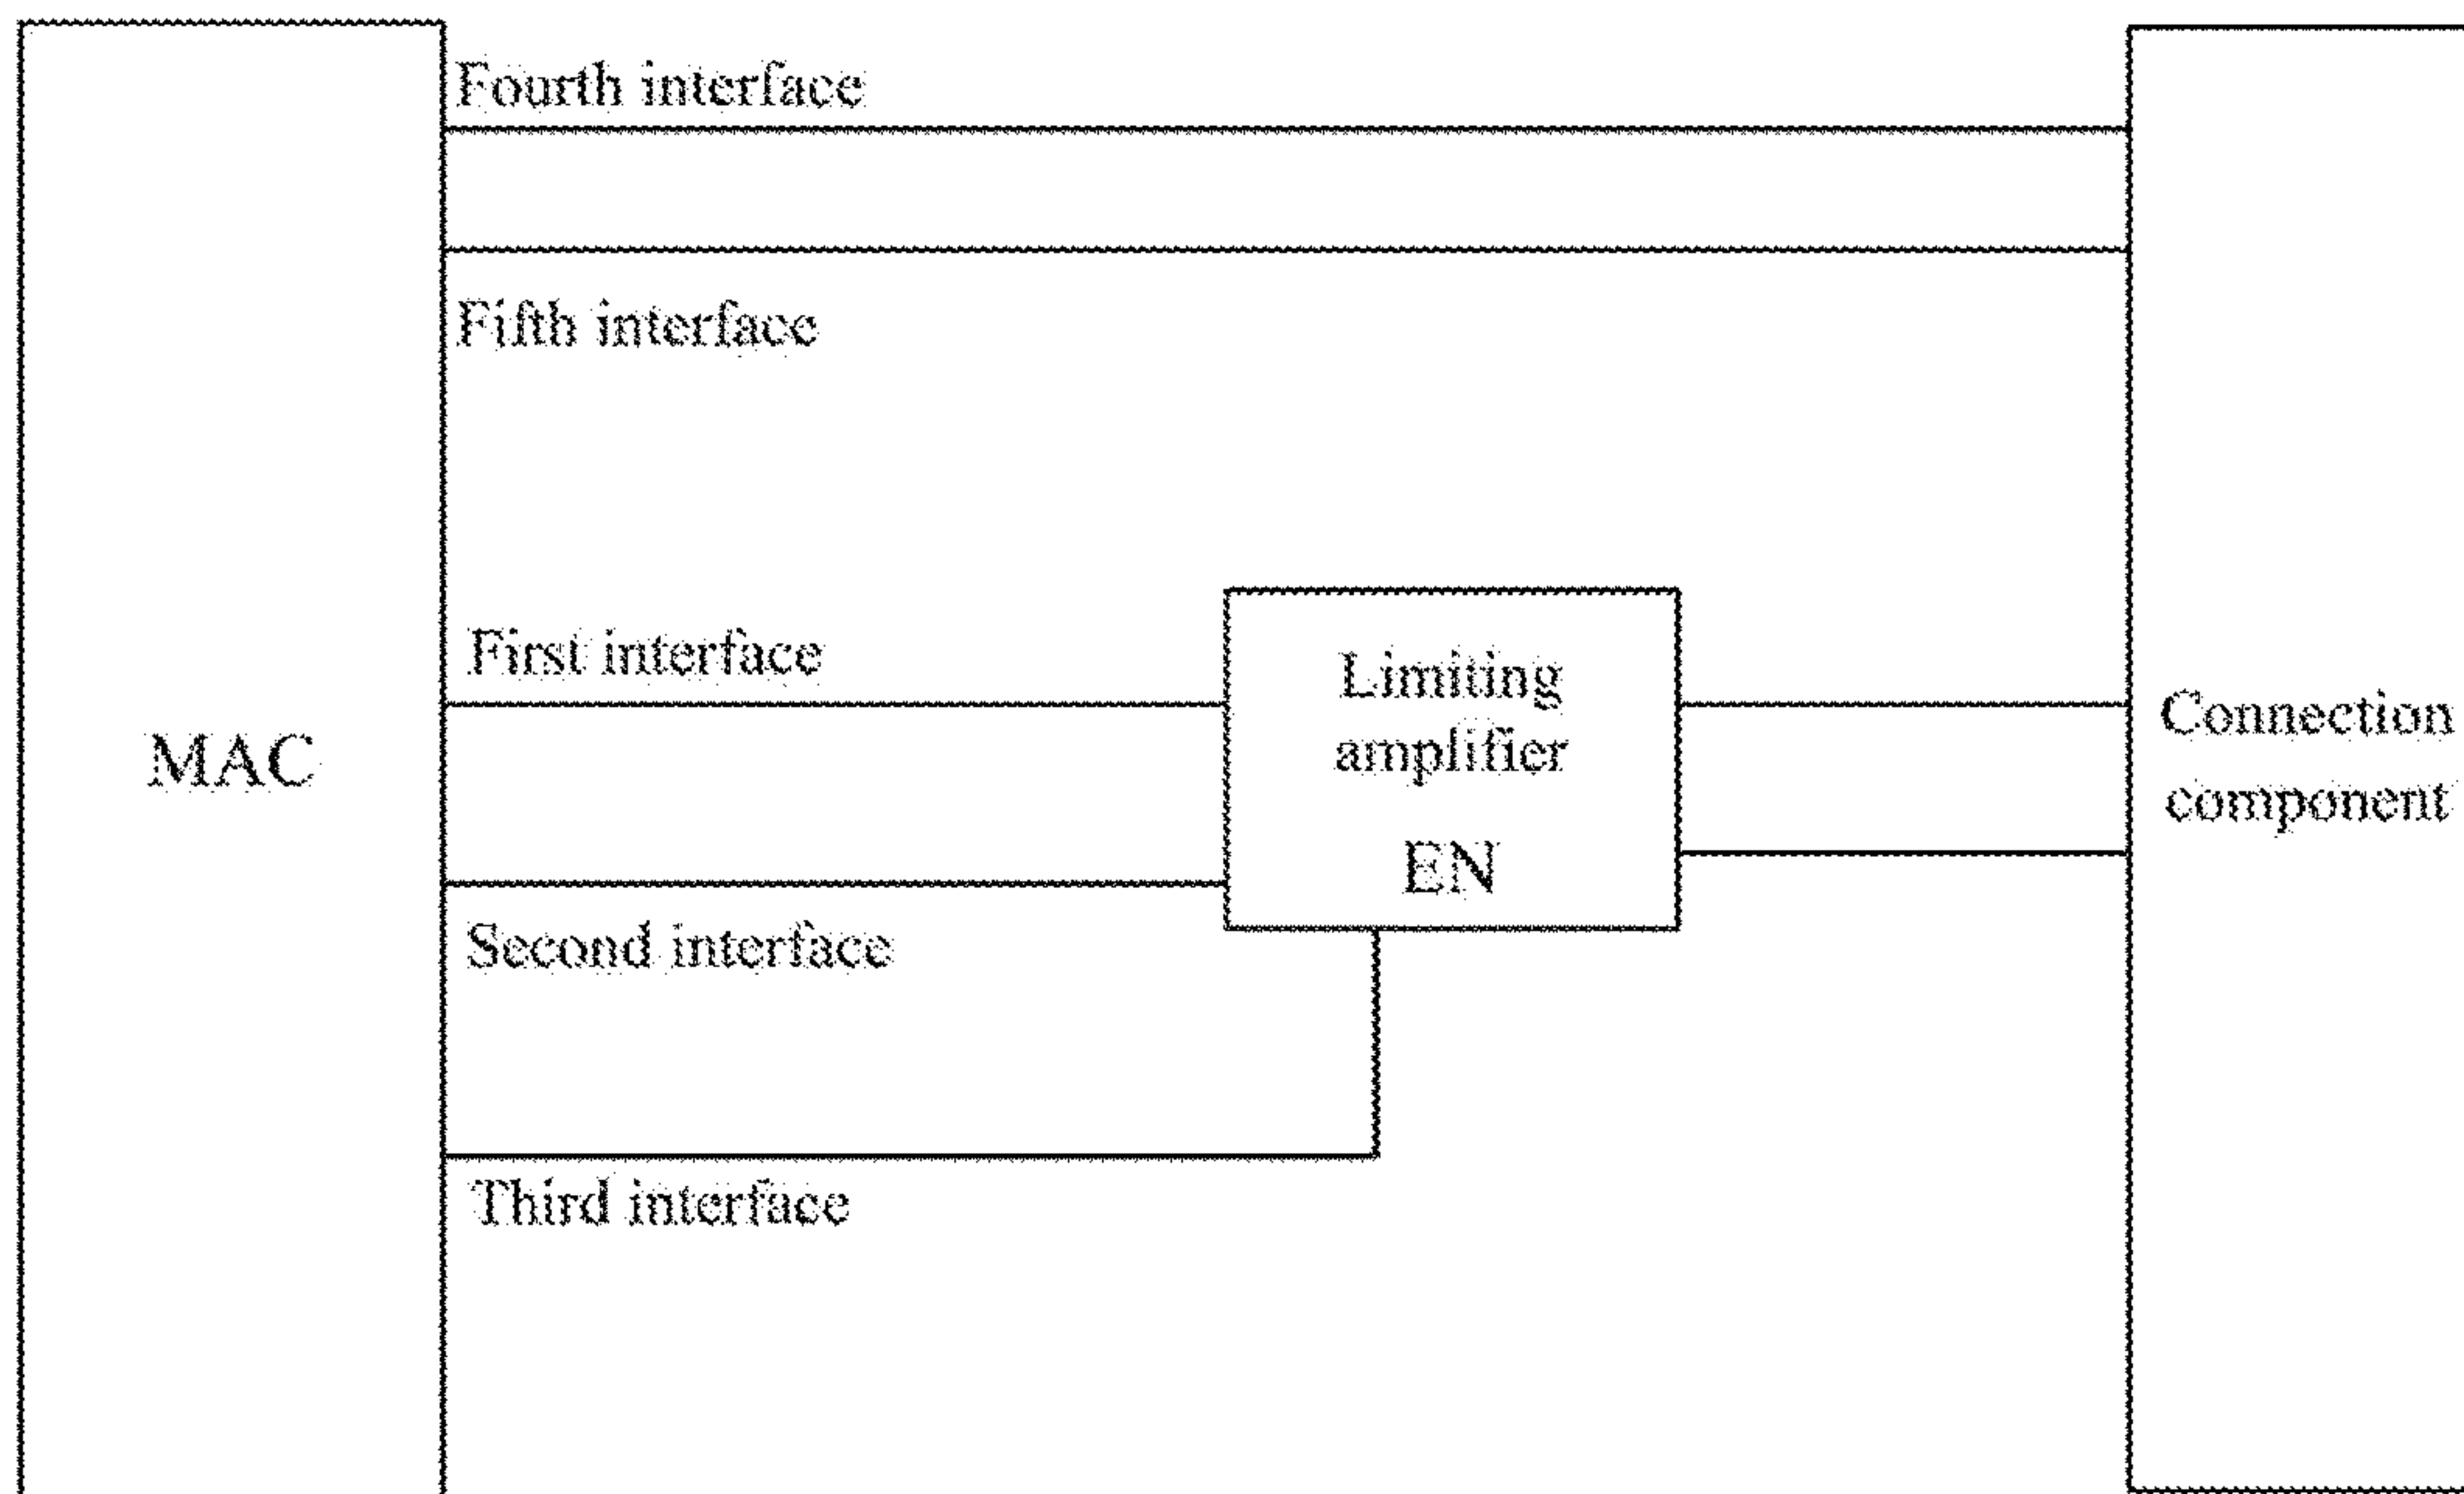 Fourth interface
Fifth interface
First interface
Limiting
amplifier
EN
MAC
Connection
component
Second interface
Third interface